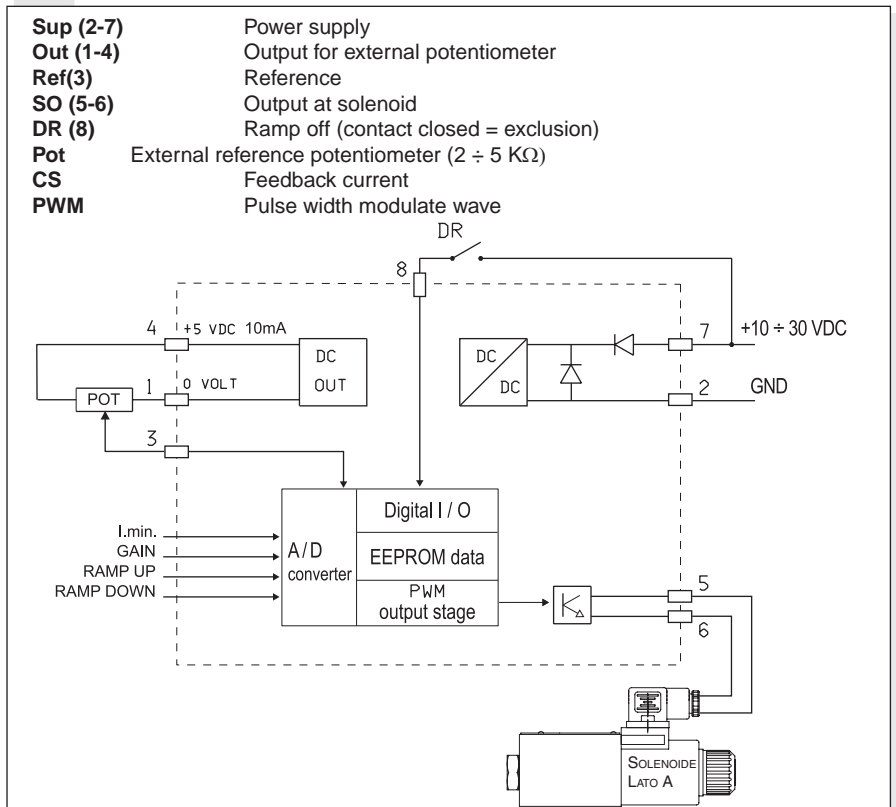 Sup (2-7) Power supply
Out (1-4) Output for external potentiometer
Ref(3) Reference
SO (5-6) Output at solenoid
DR (8) Ramp off (contact closed = exclusion)
Pot External reference potentiometer (2 ÷ 5 KΩ)
CS Feedback current
PWM Pulse width modulate wave
DR
8
4 +5 VDC 10mA
7 +10 ÷ 30 VDC
DC
OUT
DC
DC
1 0 VOLT
2 GND
POT
3
Digital I / O
I.min.
GAIN
RAMP UP
RAMP DOWN
A/D
converter
EEPROM data
PWM
output stage
5
6
SOLENOIDE
LATO A